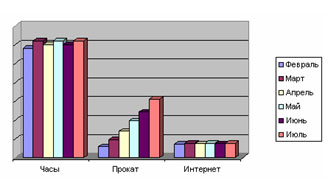 Февраль
Март
Апрель
Май
Июнь
Июль
Часы Прокат Интернет